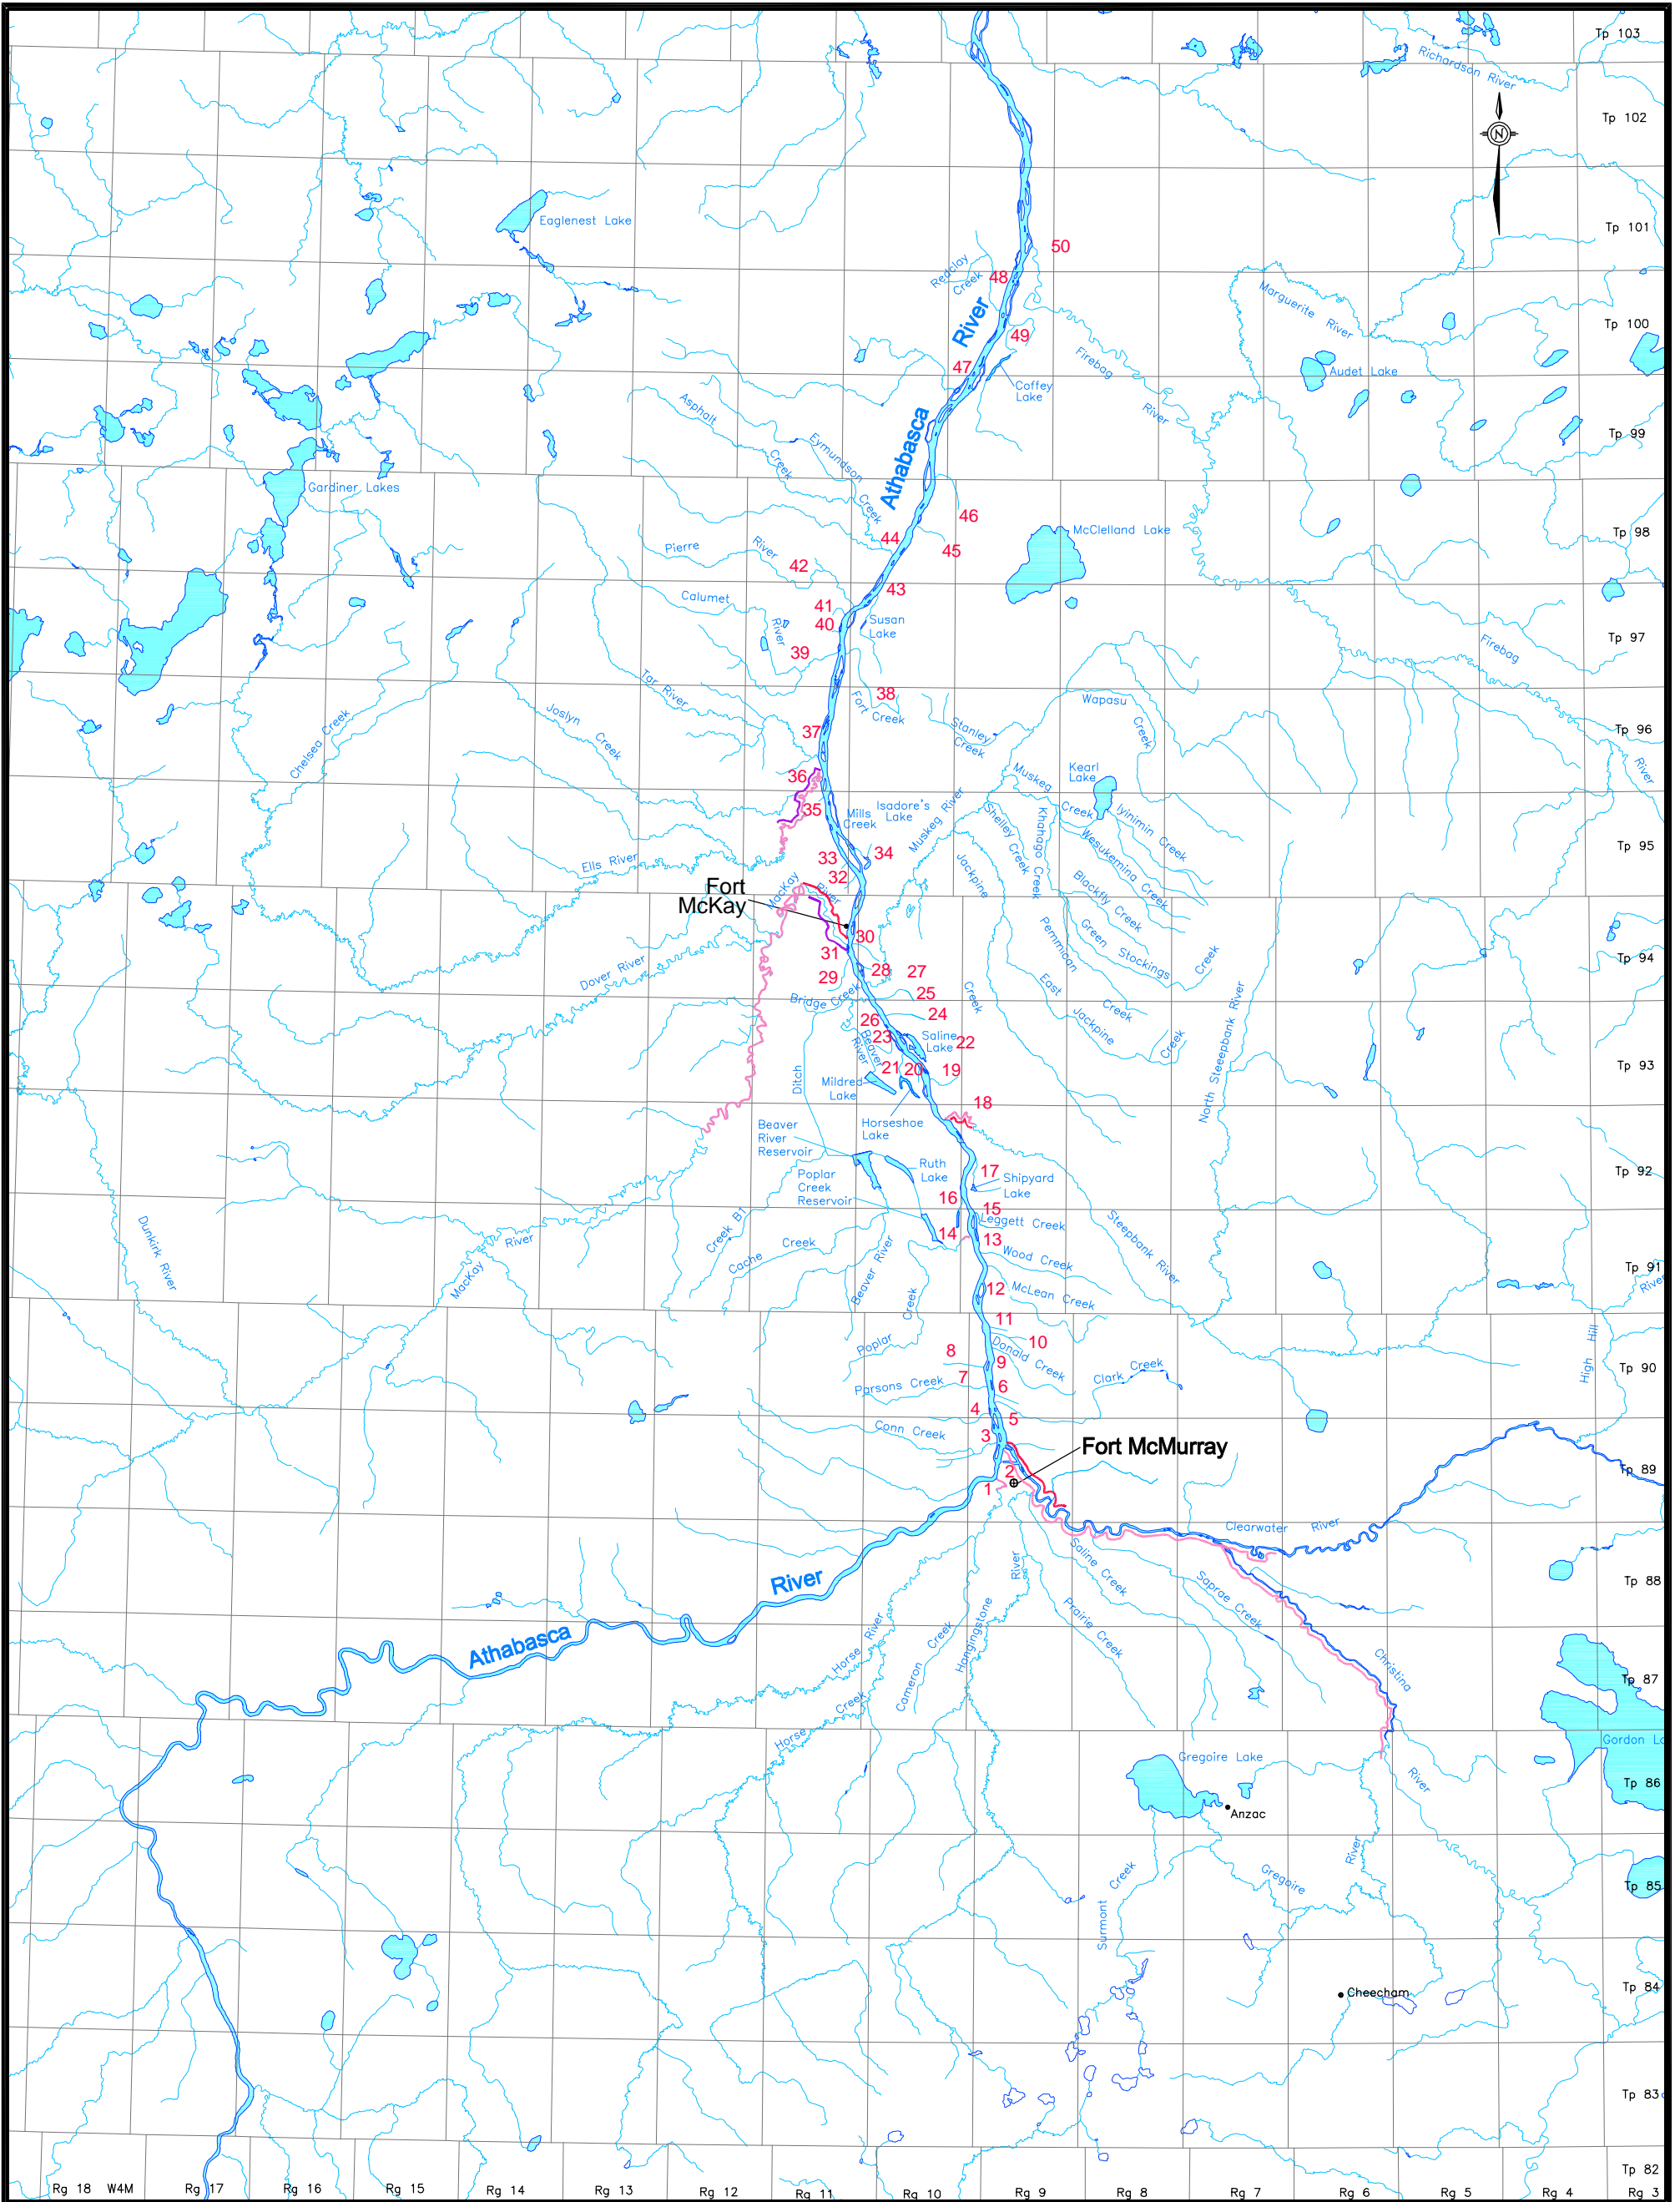 Tp 103
Richardson River
Tp 102
N
Eaglenest Lake
Tp 101
50
Redclay
Creek
48
Marguerite River
River
49
Tp 100
Firebag
River
47
Audet Lake
Coffey
Lake
Asphalt
Creek
Athabasca
Eymundson
Creek
Tp 99
Gardiner Lakes
46
McClelland Lake
Tp 98
44
45
Pierre
River
42
43
Calumet
River
41
40
Susan
Lake
Tp 97
Firebag
River
39
Tar River
38
Fort
Creek
Wapasu
Creek
Joslyn
Creek
Chelsea Creek
37
Stanley
Creek
Tp 96
36
Kearl
Lake
Muskeg
Creek
35
Mills
Creek
Isadore's
Lake
Muskeg River
Shelley Creek
Khahago Creek
Iyinimin Creek
Wesukemina Creek
Tp 95
Ells River
33
34
32
Jackpine
Creek
Blackfly Creek
MacKay
River
Fort
McKay
30
Pemmican
Creek
Green Stockings
Creek
31
Tp 94
Dover River
29
28
27
Bridge Creek
25
East
Jackpine
Creek
North Steepbank River
24
26
23
Saline
Lake
22
Beaver
River
Tp 93
21
20
19
Ditch
Mildred
Lake
18
Beaver
River
Reservoir
Horseshoe
Lake
Ruth
Lake
17
Shipyard
Lake
Tp 92
Poplar
Creek
Reservoir
16
15
Leggett Creek
Steepbank River
Dunkirk River
MacKay
River
Creek B1
Cache Creek
Beaver River
14
13
Wood Creek
Tp 91
River
12
McLean Creek
11
10
Poplar
Creek
8
Donald Creek
9
High Hill
Tp 90
7
Parsons Creek
6
Clark Creek
4
5
Conn Creek
3
Fort McMurray
2
1
Tp 89
Clearwater River
River
Athabasca
Saline Creek
Saprae Creek
Tp 88
Horse River
Cameron Creek
Hangingstone
River
Prairie Creek
Christina
River
Tp 87
Horse Creek
Gordon La
Gregoire Lake
Tp 86
Anzac
Surmont Creek
Gregoire
River
Tp 85
Tp 84
Cheecham
Tp 83
Tp 82
Rg 18 W4M Rg 17 Rg 16 Rg 15 Rg 14 Rg 13 Rg 12 Rg 11 Rg 10 Rg 9 Rg 8 Rg 7 Rg 6 Rg 5 Rg 4 Rg 3